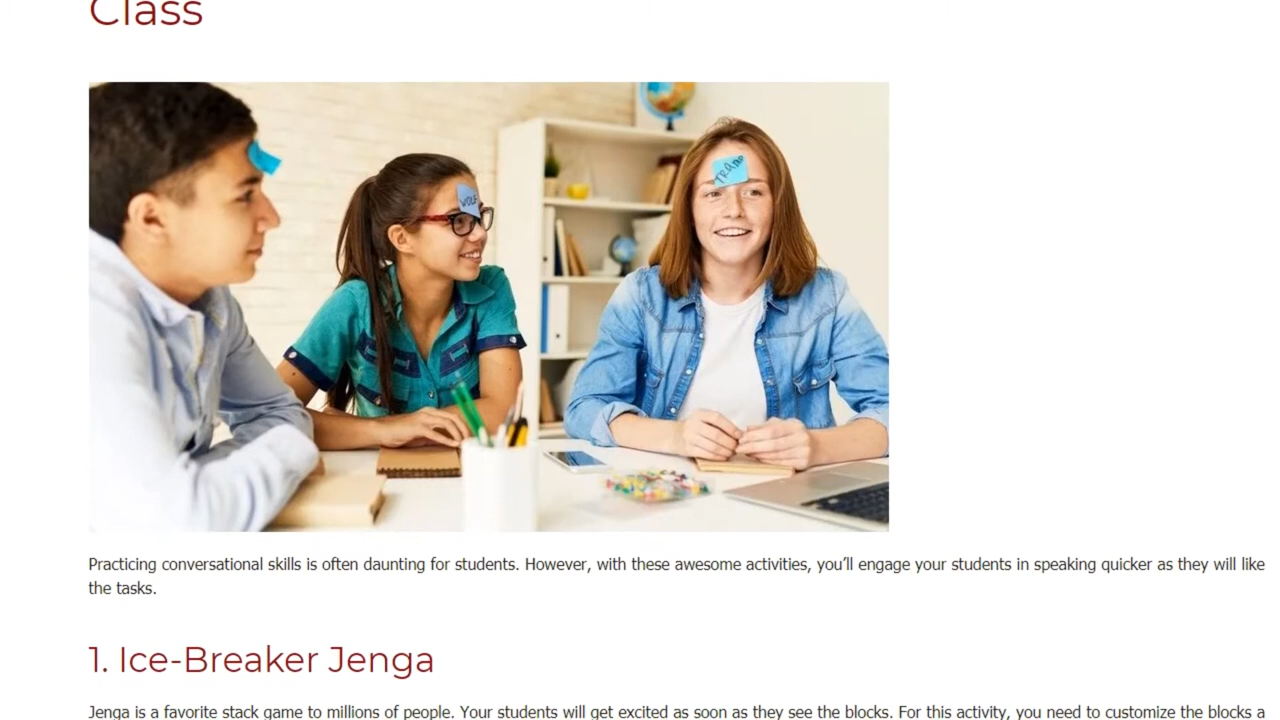 Class
WOLF
TRUMP
Practicing conversational skills is often daunting for students. However, with these awesome activities, you’ll engage your students in speaking quicker as they will like
the tasks.
1. Ice-Breaker Jenga
Jenga is a favorite stack game to millions of people. Your students will get excited as soon as they see the blocks. For this activity, you need to customize the blocks a